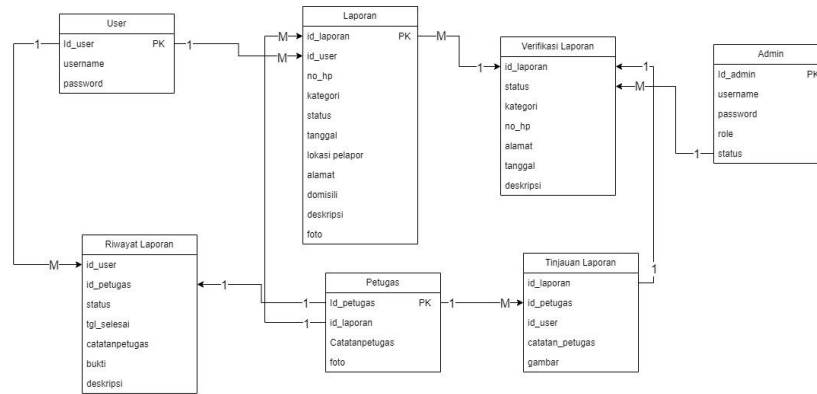 User
Id_user PK
username
password
Laporan
id_laporan PK
id_user
no_hp
kategori
status
tanggal
lokasi pelapor
alamat
domisili
deskripsi
foto
Verifikasi Laporan
id_laporan
status
kategori
no_hp
alamat
tanggal
deskripsi
Admin
Id_admin PK
username
password
role
status
Riwayat Laporan
id_user
id_petugas
status
tgl_selesai
catatanpetugas
bukti
deskripsi
Petugas
Id_petugas PK
id_laporan
Catatanpetugas
foto
Tinjauan Laporan
id_laporan
id_petugas
id_user
catatan_petugas
gambar
1
1
M
M
M
1
1
M
1
M
1
1
1
1
M
1